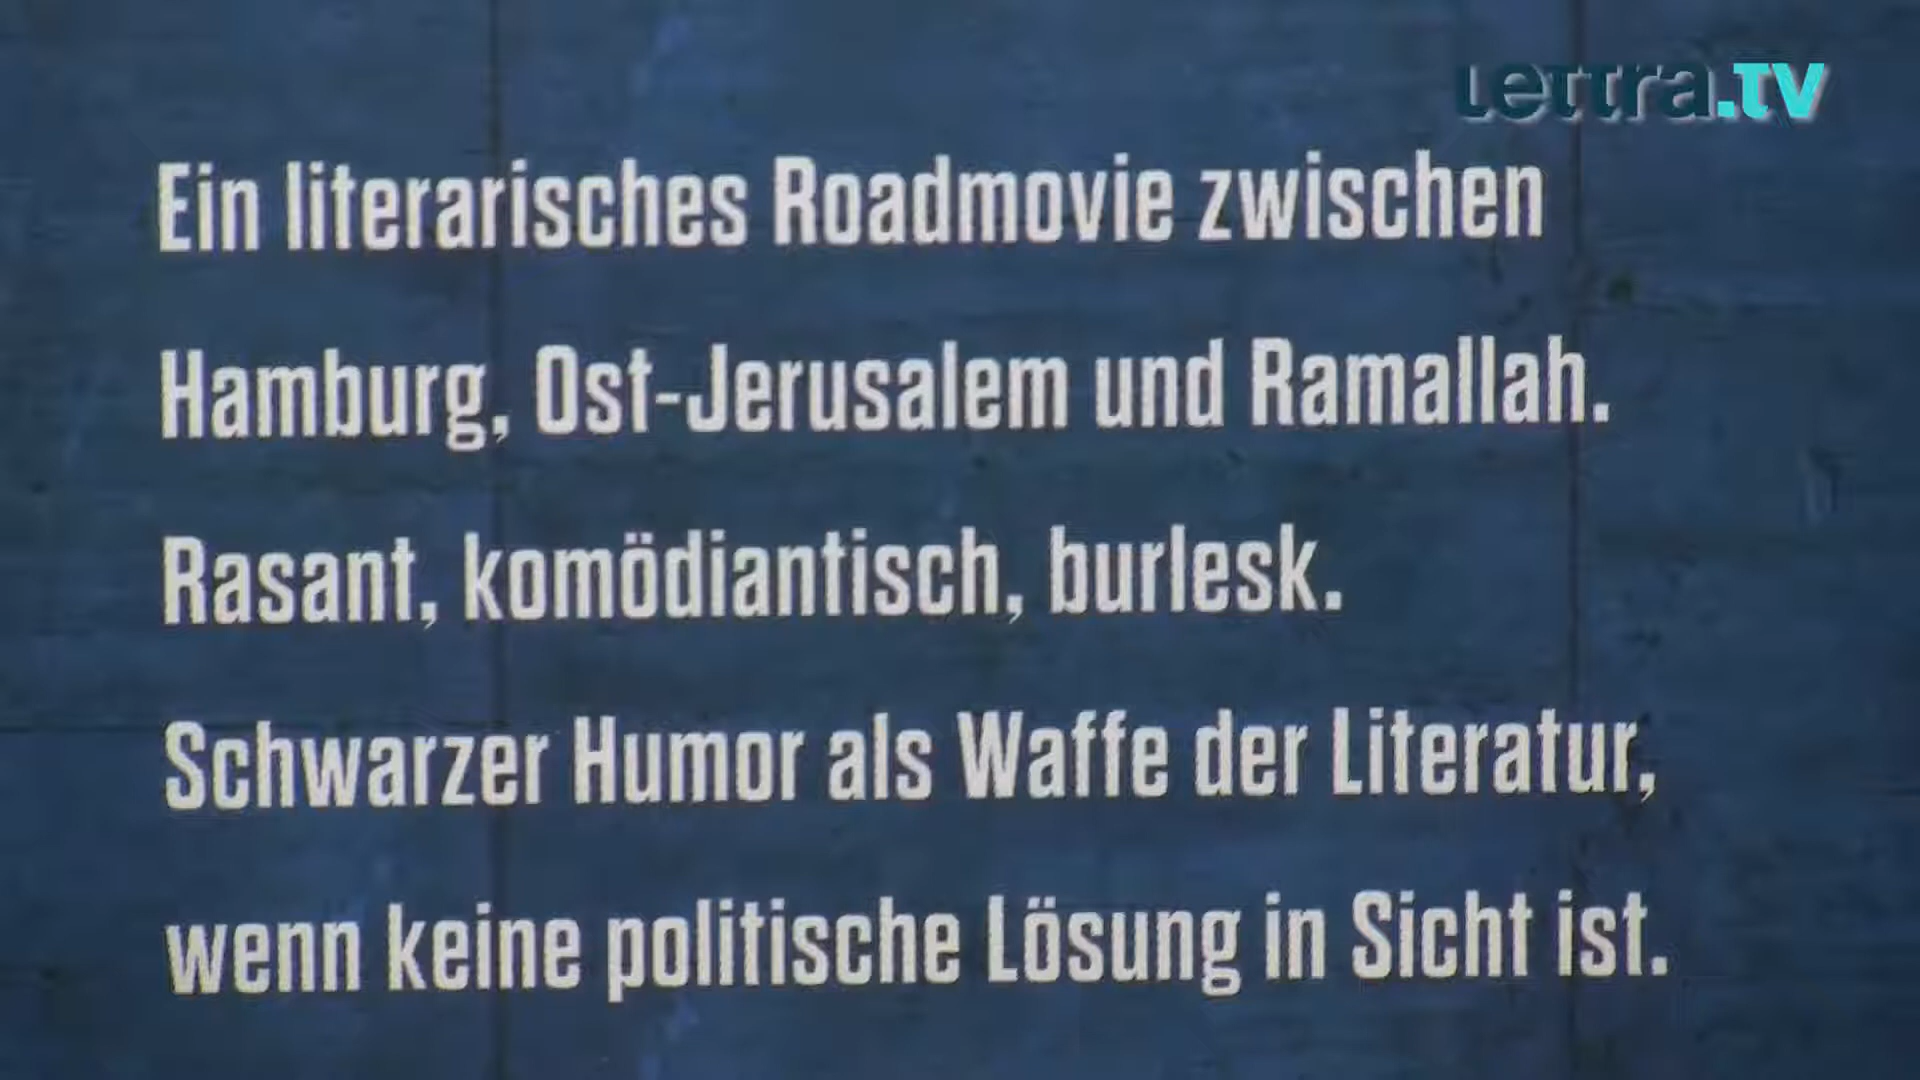 lettra.tv
Ein literarisches Roadmovie zwischen
Hamburg, Ost-Jerusalem und Ramallah.
Rasant, komödiantisch, burlesk.
Schwarzer Humor als Waffe der Literatur,
wenn keine politische Lösung in Sicht ist.